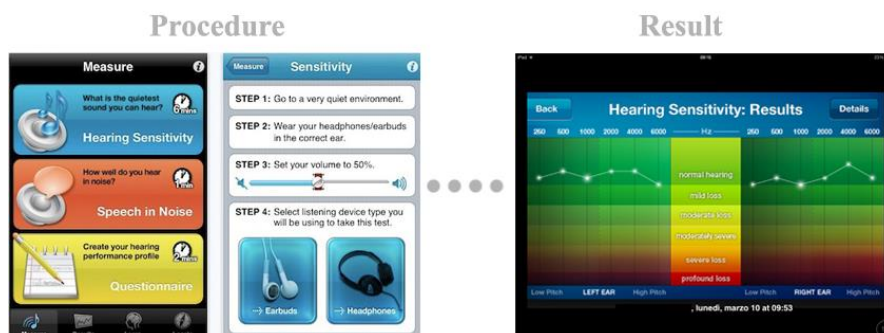 Procedure
Result
Measure
What is the quietest
sound you can hear?
6 mins
Hearing Sensitivity
How well do you hear
in noise?
1 min
Speech in Noise
Create your hearing
performance profile
2 mins
Questionnaire
Measure
Sensitivity
STEP 1: Go to a very quiet environment.
STEP 2: Wear your headphones/earbuds
in the correct ear.
STEP 3: Set your volume to 50%.
STEP 4: Select listening device type you
will be using to take this test.
Earbuds
Headphones
iPad
09:15
Back
Hearing Sensitivity: Results
Details
250 500 1000 2000 4000 6000 Hz 250 500 1000 2000 4000 6000
normal hearing
mild loss
moderate loss
moderately severe
severe loss
profound loss
Low Pitch LEFT EAR High Pitch Low Pitch RIGHT EAR High Pitch
, lunedì, marzo 10 at 09:53